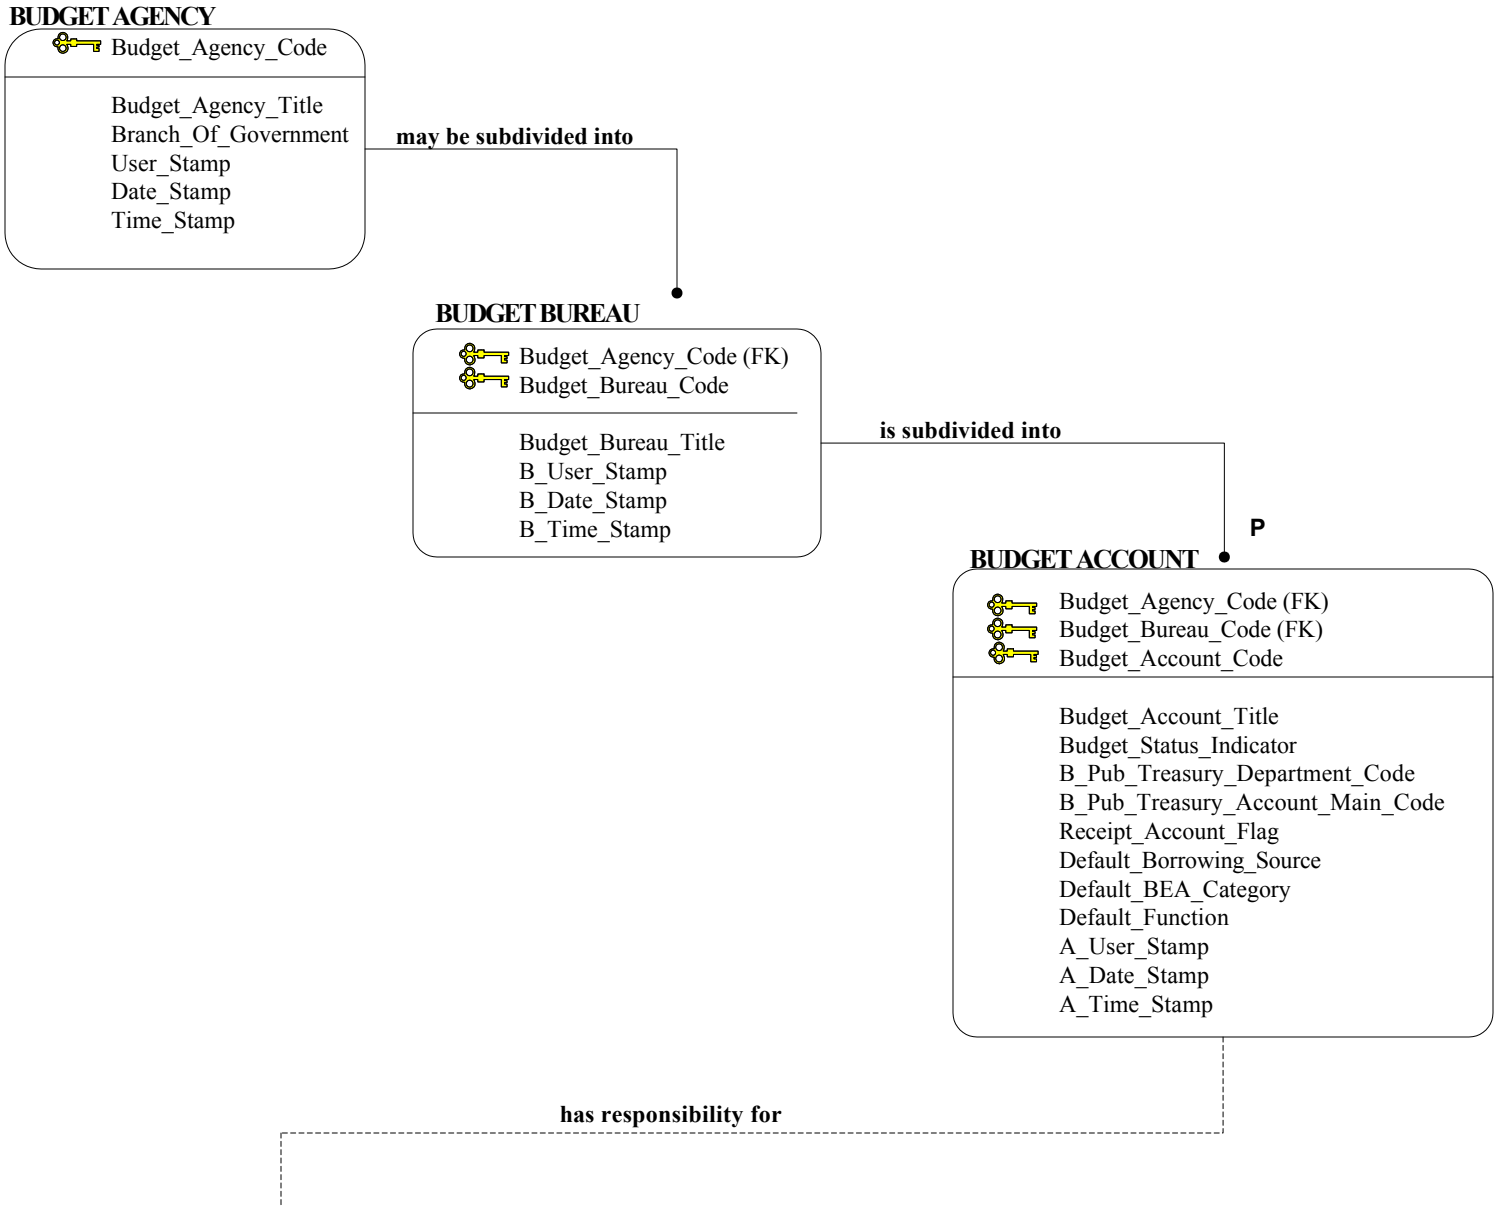 BUDGET AGENCY
Budget_Agency_Code
Budget_Agency_Title
Branch_Of_Government
User_Stamp
Date_Stamp
Time_Stamp
may be subdivided into
BUDGET BUREAU
Budget_Agency_Code (FK)
Budget_Bureau_Code
Budget_Bureau_Title
B_User_Stamp
B_Date_Stamp
B_Time_Stamp
is subdivided into
P
BUDGET ACCOUNT
Budget_Agency_Code (FK)
Budget_Bureau_Code (FK)
Budget_Account_Code
Budget_Account_Title
Budget_Status_Indicator
B_Pub_Treasury_Department_Code
B_Pub_Treasury_Account_Main_Code
Receipt_Account_Flag
Default_Borrowing_Source
Default_BEA_Category
Default_Function
A_User_Stamp
A_Date_Stamp
A_Time_Stamp
has responsibility for